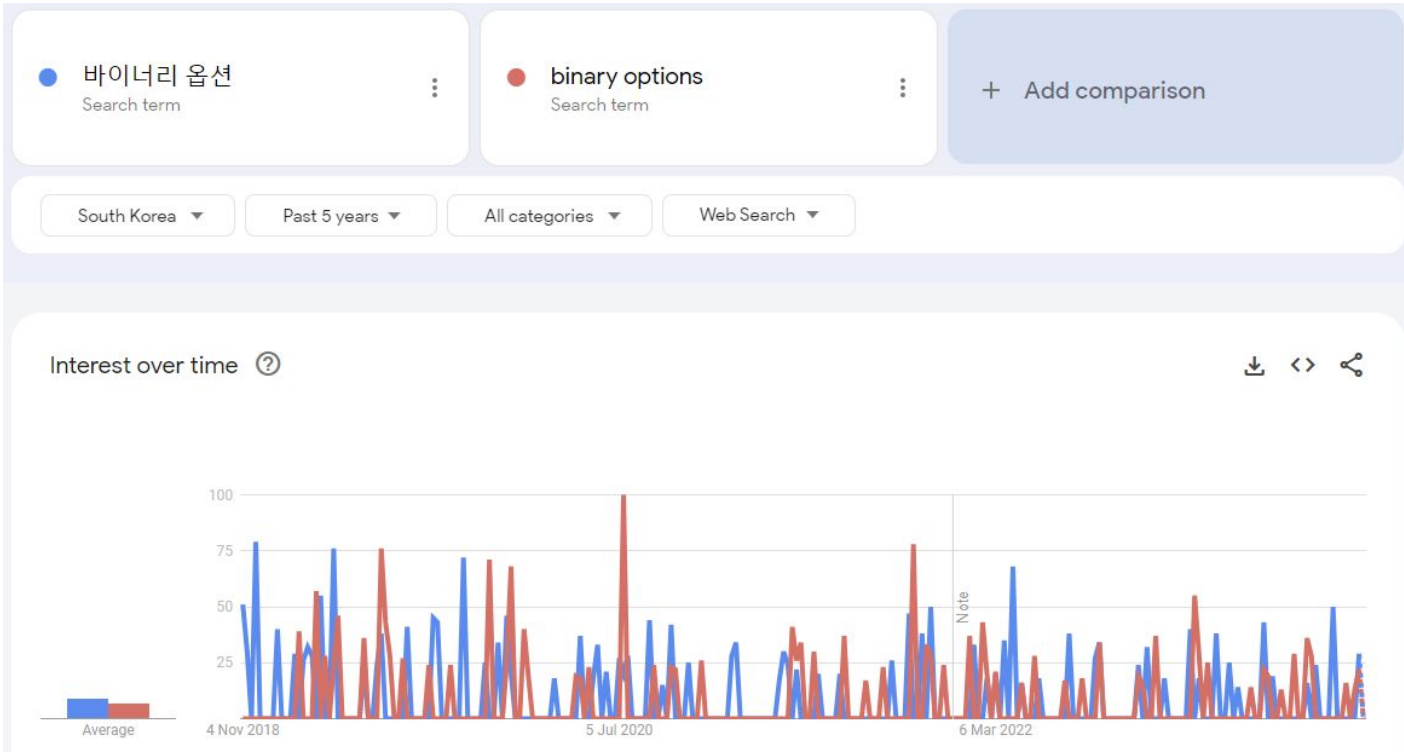 바이너리 옵션
Search term
binary options
Search term
+ Add comparison
South Korea
Past 5 years
All categories
Web Search
Interest over time
100
75
50
25
Note
Average
4 Nov 2018
5 Jul 2020
6 Mar 2022